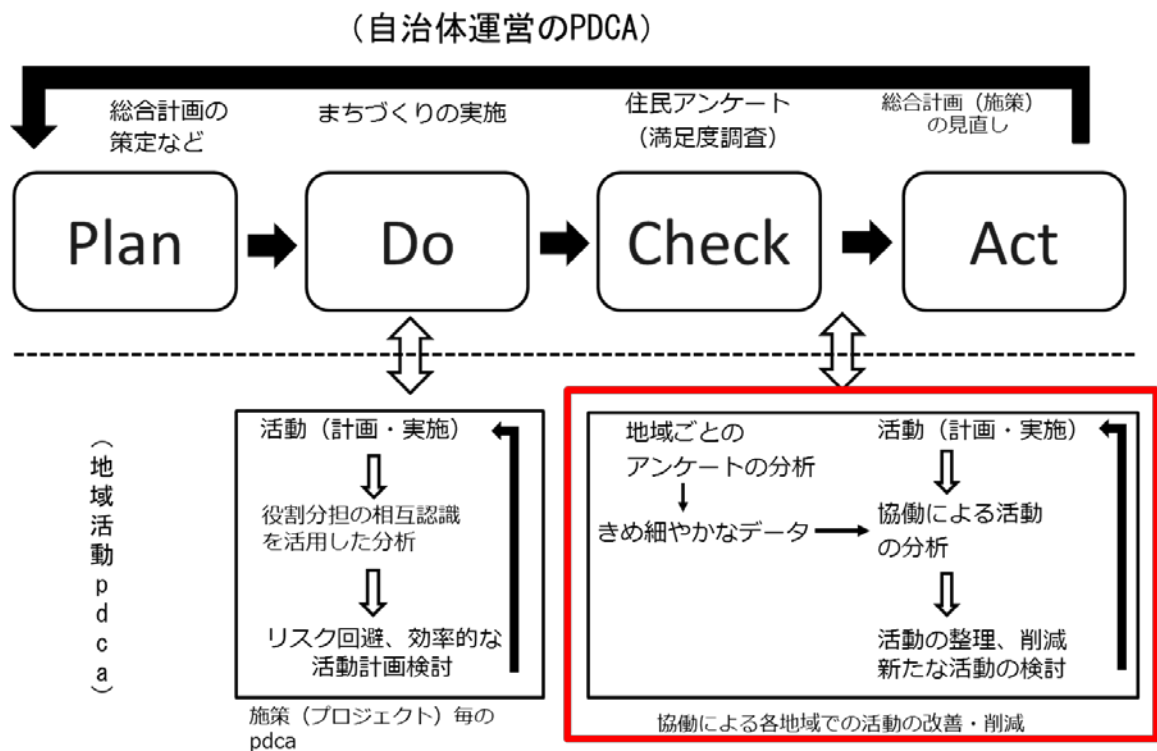 （自治体運営のPDCA）
総合計画の
策定など
まちづくりの実施
住民アンケート
（満足度調査）
総合計画（施策）
の見直し
Plan
Do
Check
Act
（地域活動pdca）
活動（計画・実施）
役割分担の相互認識
を活用した分析
リスク回避、効率的な
活動計画検討
施策（プロジェクト）毎の
pdca
地域ごとの
アンケートの分析
きめ細やかなデータ
活動（計画・実施）
協働による活動
の分析
活動の整理、削減
新たな活動の検討
協働による各地域での活動の改善・削減